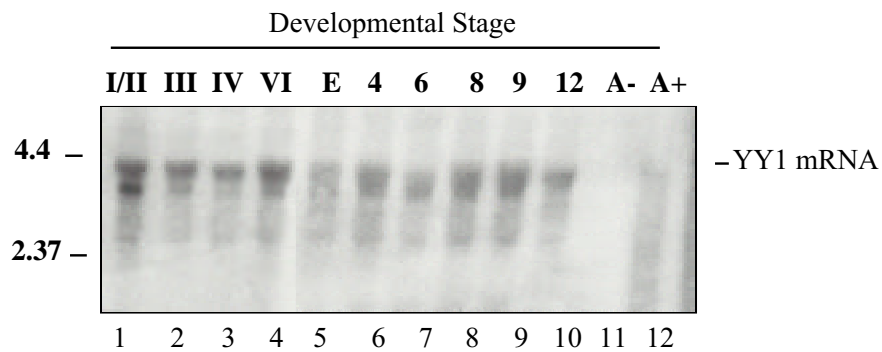 Developmental Stage
I/II III IV VI E 4 6 8 9 12 A- A+
4.4 – – YY1 mRNA
2.37 –
1 2 3 4 5 6 7 8 9 10 11 12